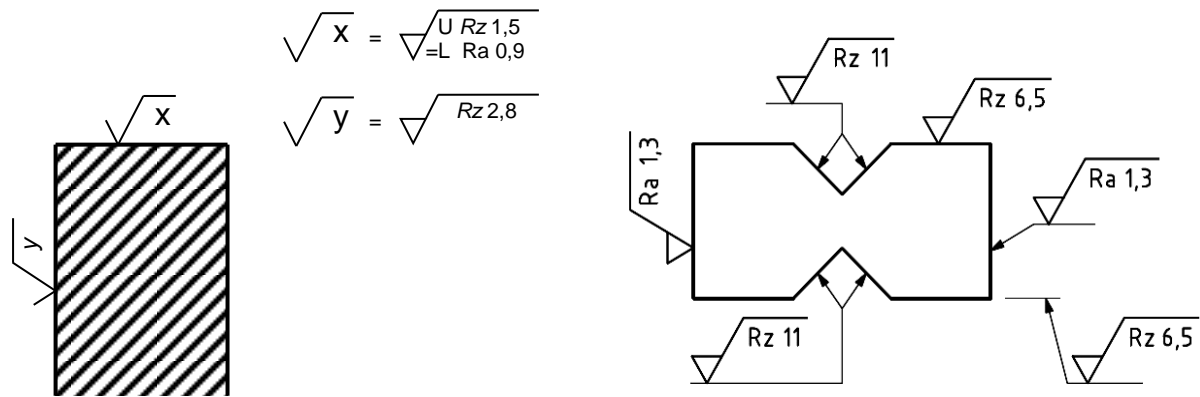 x = U Rz 1,5
=L Ra 0,9
y = Rz 2,8
x
y
Rz 11
Rz 6,5
Ra 1,3
Ra 1,3
Rz 11
Rz 6,5